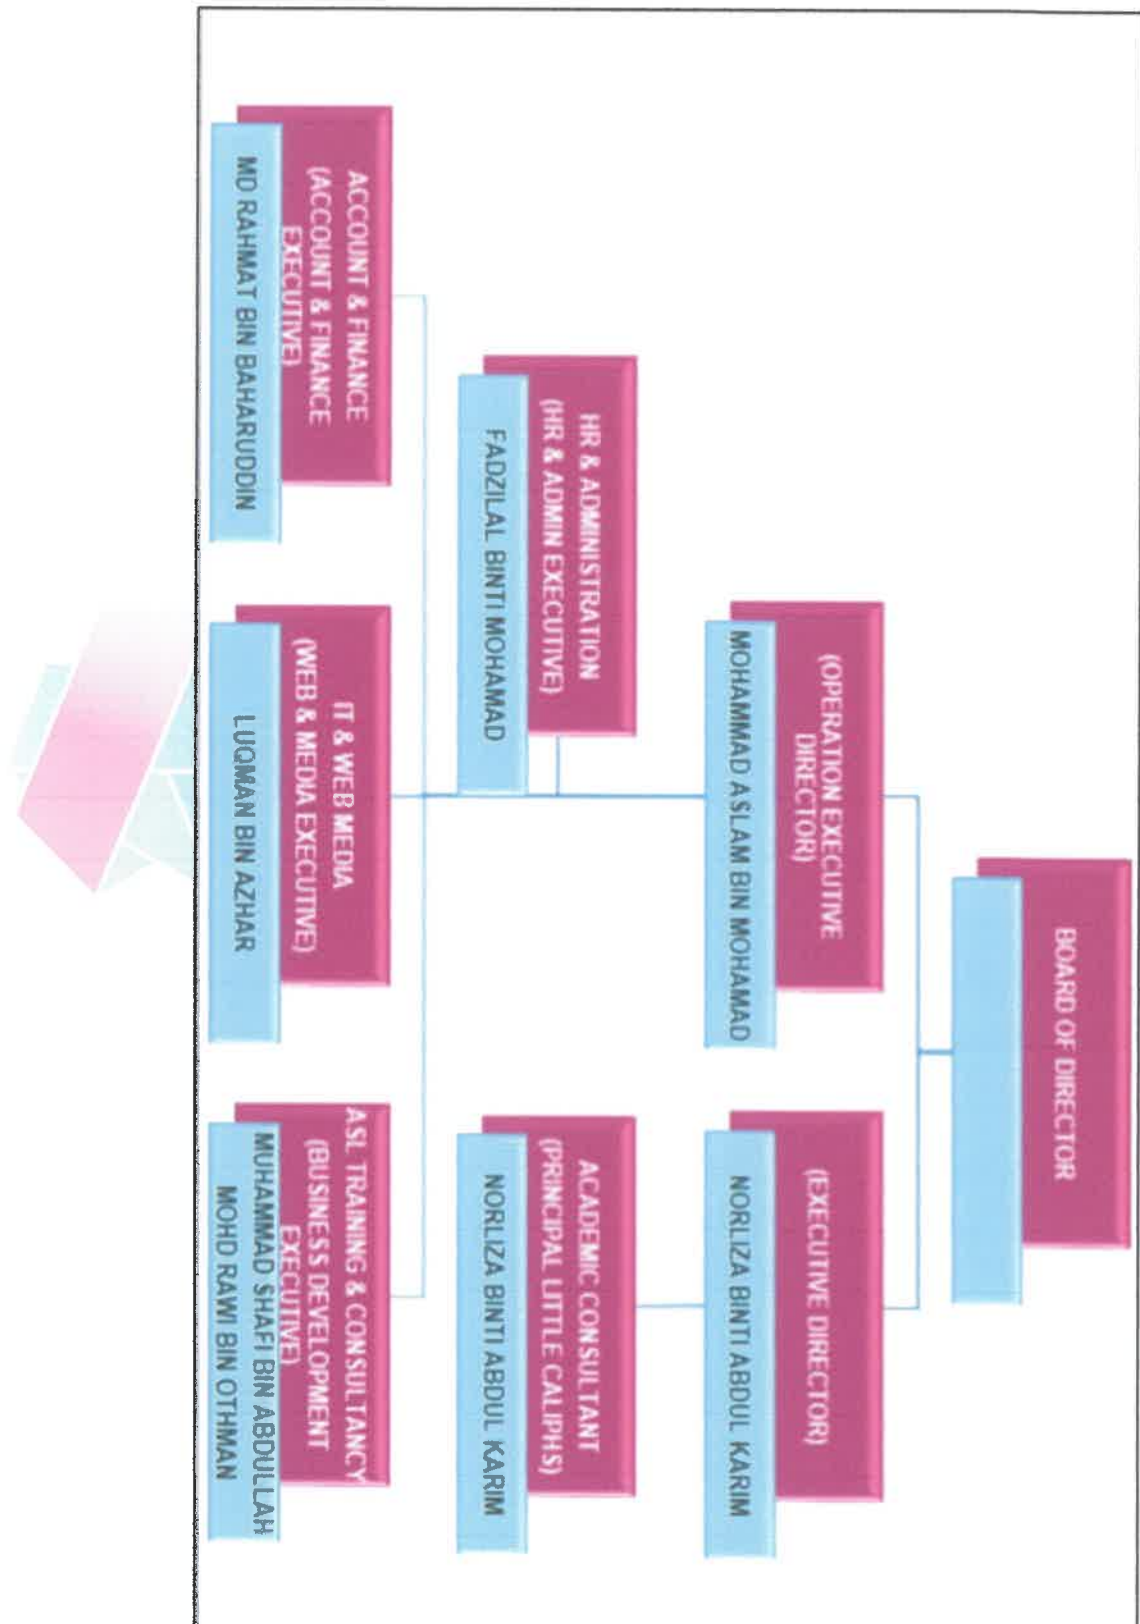 BOARD OF DIRECTOR
(OPERATION EXECUTIVE
DIRECTOR)
MOHAMMAD ASLAM BIN MOHAMAD
(EXECUTIVE DIRECTOR)
NORLIZA BINTI ABDUL KARIM
HR & ADMINISTRATION
(HR & ADMIN EXECUTIVE)
FADZILAL BINTI MOHAMAD
ACADEMIC CONSULTANT
(PRINCIPAL LITTLE CALIPHS)
NORLIZA BINTI ABDUL KARIM
ACCOUNT & FINANCE
(ACCOUNT & FINANCE
EXECUTIVE)
MD RAHMAT BIN BAHARUDDIN
IT & WEB MEDIA
(WEB & MEDIA EXECUTIVE)
LUQMAN BIN AZHAR
ASL TRAINING & CONSULTANCY
(BUSINESS DEVELOPMENT
EXECUTIVE)
MUHAMMAD SHAFI BIN ABDULLAH
MOHD RAWI BIN OTHMAN